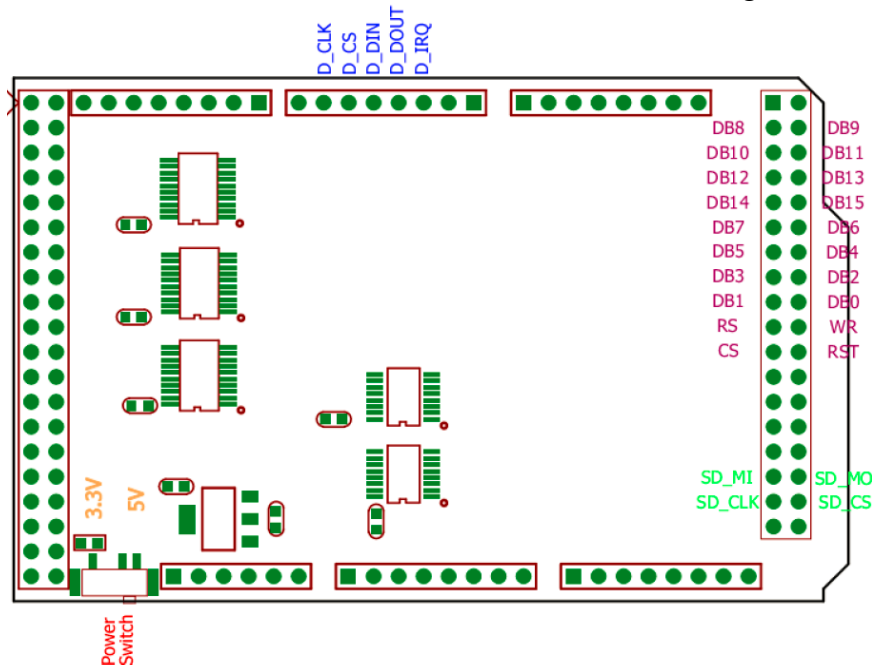 D_CLK
D_CS
D_DIN
D_DOUT
D_IRQ
DB8 DB9
DB10 DB11
DB12 DB13
DB14 DB15
DB7 DB6
DB5 DB4
DB3 DB2
DB1 DB0
RS WR
CS RST
SD_MI SD_MO
SD_CLK SD_CS
3.3V
5V
Power
Switch